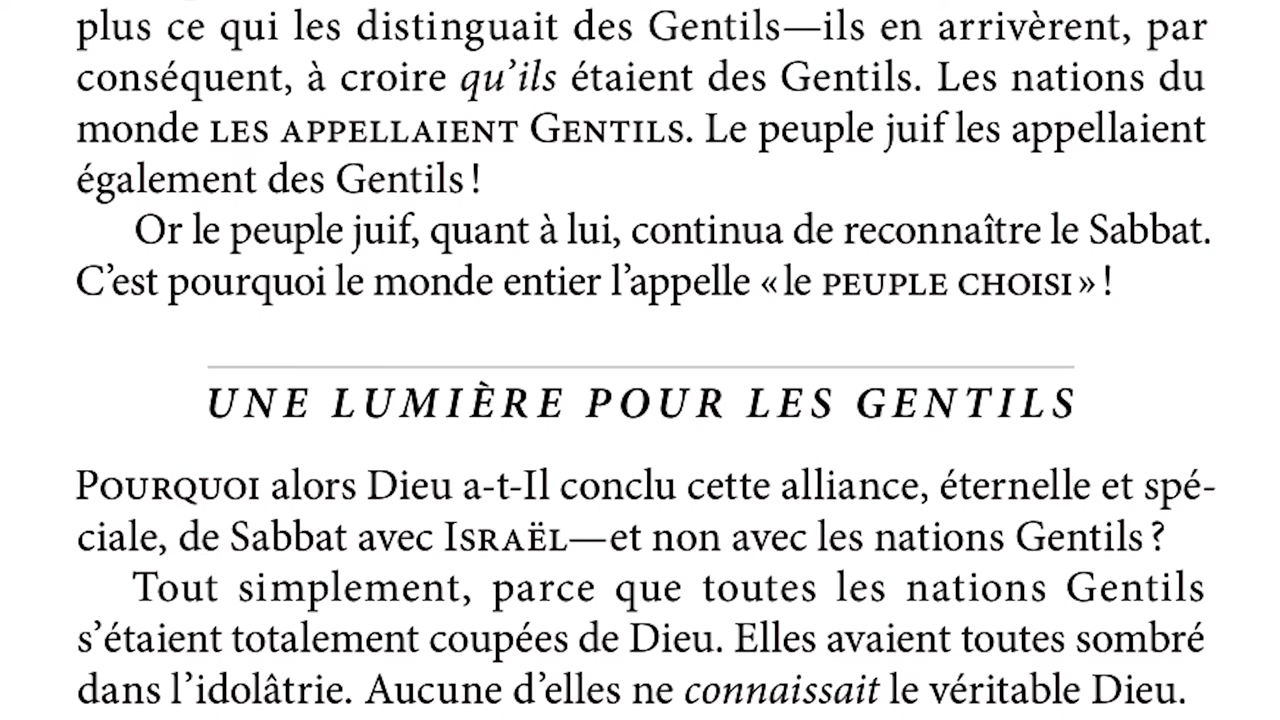 plus ce qui les distinguait des Gentils—ils en arrivèrent, par
conséquent, à croire qu’ils étaient des Gentils. Les nations du
monde LES APPELLAIENT GENTILS. Le peuple juif les appellaient
également des Gentils !
Or le peuple juif, quant à lui, continua de reconnaître le Sabbat.
C’est pourquoi le monde entier l’appelle « le PEUPLE CHOISI » !
UNE LUMIÈRE POUR LES GENTILS
POURQUOI alors Dieu a-t-Il conclu cette alliance, éternelle et spé-
ciale, de Sabbat avec ISRAËL—et non avec les nations Gentils ?
Tout simplement, parce que toutes les nations Gentils
s’étaient totalement coupées de Dieu. Elles avaient toutes sombré
dans l’idolâtrie. Aucune d’elles ne connaissait le véritable Dieu.